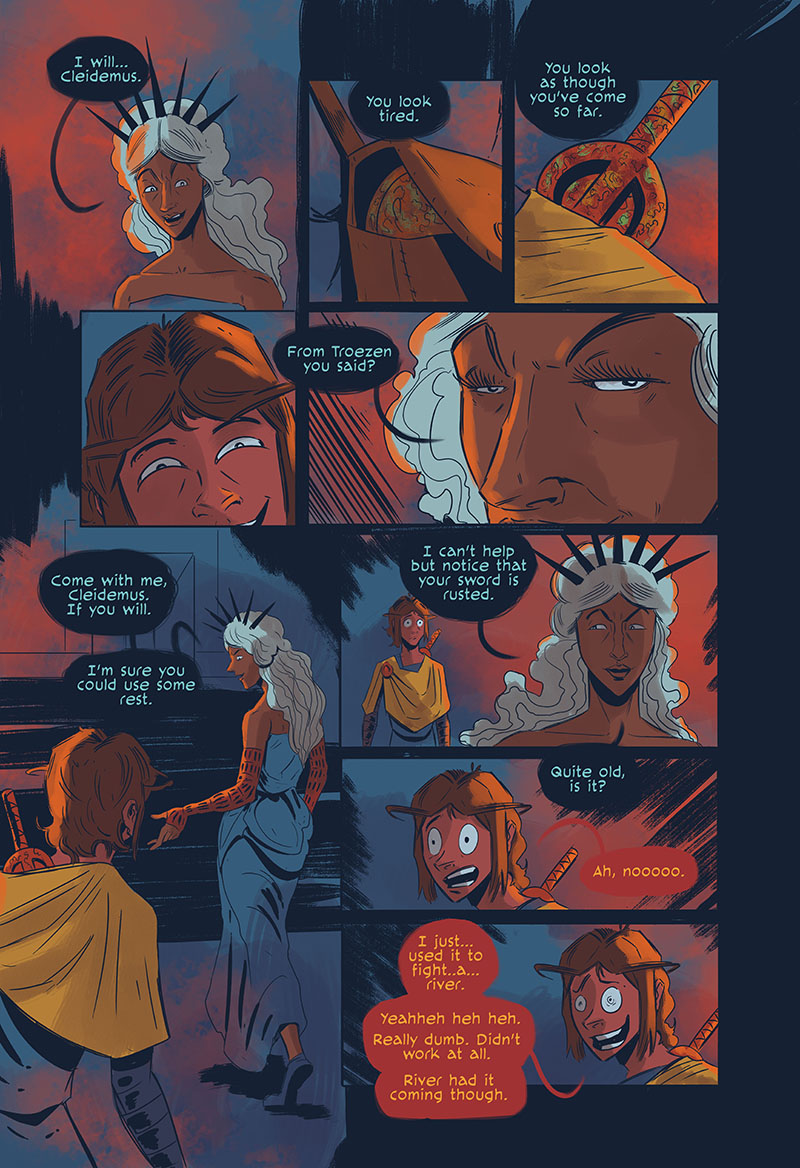 I will...
Cleidemus.
You look
tired.
You look
as though
you've come
so far.
From Troezen
you said?
Come with me,
Cleidemus.
If you will.
I'm sure you
could use some
rest.
I can't help
but notice that
your sword is
rusted.
Quite old,
is it?
Ah, nooooo.
I just...
used it to
fight..a...
river.
Yeahheh heh heh.
Really dumb. Didn't
work at all.
River had it
coming though.